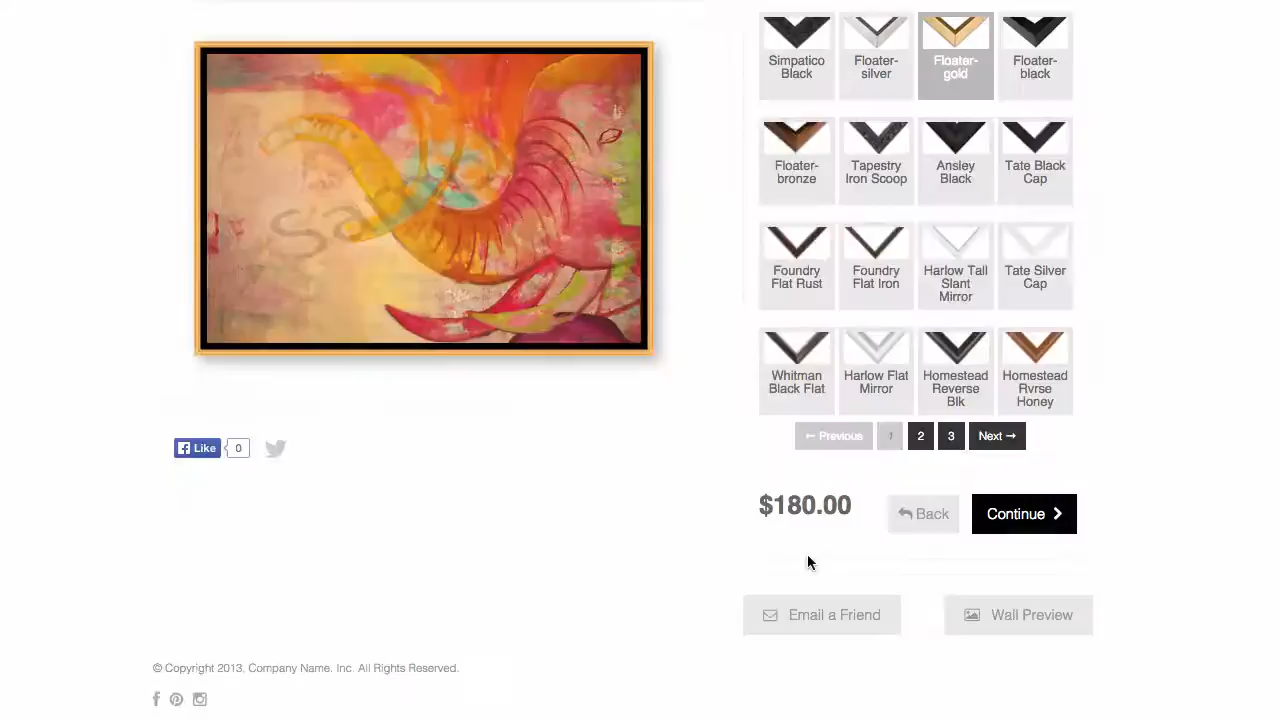 Simpatico
Black
Floater-
silver
Floater-
gold
Floater-
black
Floater-
bronze
Tapestry
Iron Scoop
Ansley
Black
Tate Black
Cap
Foundry
Flat Rust
Foundry
Flat Iron
Harlow Tall
Slant
Mirror
Tate Silver
Cap
Whitman
Black Flat
Harlow Flat
Mirror
Homestead
Reverse
Blk
Homestead
Rvrse
Honey
← Previous 1 2 3 Next →
Like 0
$180.00 Back Continue
Email a Friend Wall Preview
© Copyright 2013, Company Name. Inc. All Rights Reserved.